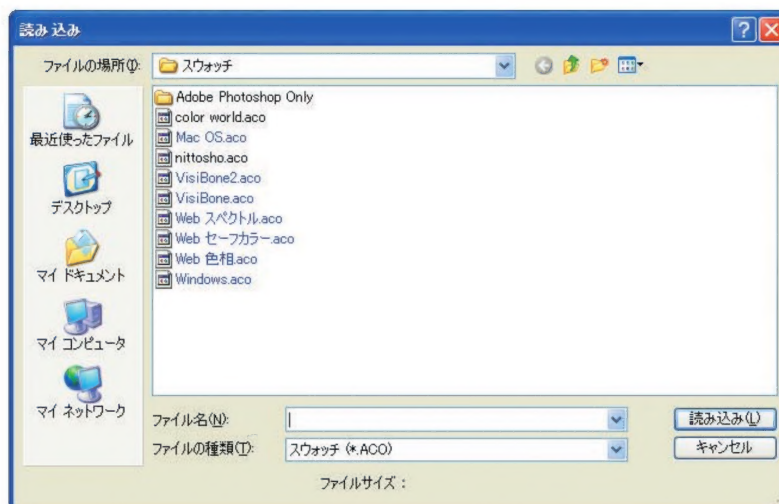 読み込み
ファイルの場所(I):
スウォッチ
最近使ったファイル
デスクトップ
マイ ドキュメント
マイ コンピュータ
マイ ネットワーク
Adobe Photoshop Only
color world.aco
Mac OS.aco
nittosho.aco
VisiBone2.aco
VisiBone.aco
Web スペクトル.aco
Web セーフカラー.aco
Web 色相.aco
Windows.aco
ファイル名(N):
読み込み(L)
ファイルの種類(T):
スウォッチ (*.ACO)
キャンセル
ファイルサイズ :